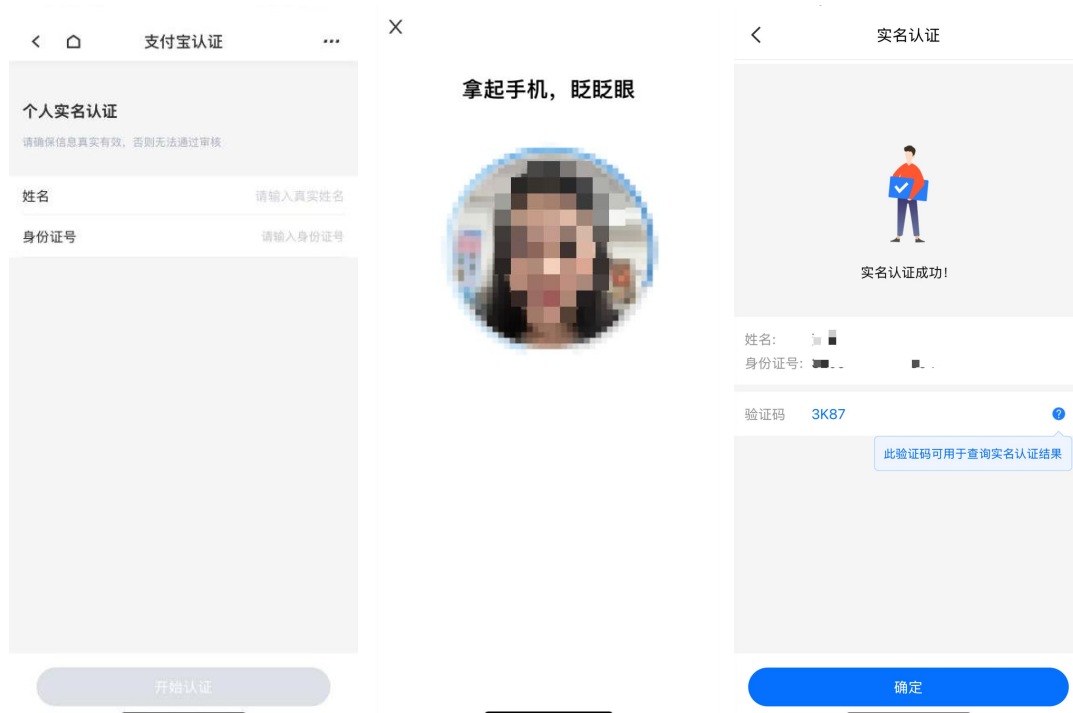 支付宝认证
个人实名认证
请确保信息真实有效，否则无法通过审核
姓名 请输入真实姓名
身份证号 请输入身份证号
开始认证
拿起手机，眨眨眼
实名认证
实名认证成功!
姓名:
身份证号:
验证码 3K87
?
此验证码可用于查询实名认证结果
确定